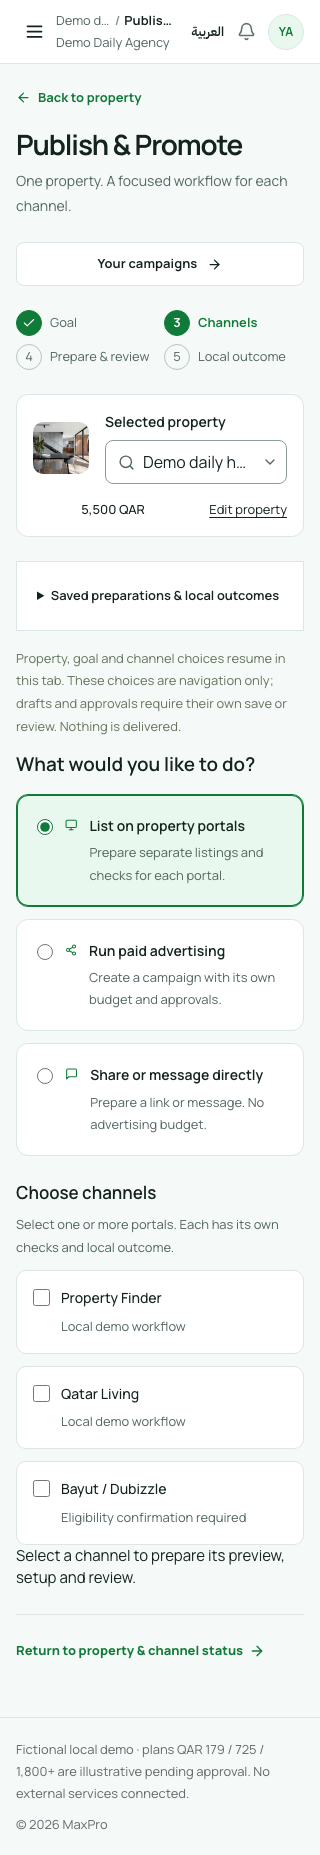 Demo d... / Publis...
Demo Daily Agency
العربية
YA
Back to property
Publish & Promote
One property. A focused workflow for each
channel.
Your campaigns
Goal
3 Channels
4 Prepare & review
5 Local outcome
Selected property
Demo daily h...
5,500 QAR
Edit property
Saved preparations & local outcomes
Property, goal and channel choices resume in
this tab. These choices are navigation only;
drafts and approvals require their own save or
review. Nothing is delivered.
What would you like to do?
List on property portals
Prepare separate listings and
checks for each portal.
Run paid advertising
Create a campaign with its own
budget and approvals.
Share or message directly
Prepare a link or message. No
advertising budget.
Choose channels
Select one or more portals. Each has its own
checks and local outcome.
Property Finder
Local demo workflow
Qatar Living
Local demo workflow
Bayut / Dubizzle
Eligibility confirmation required
Select a channel to prepare its preview,
setup and review.
Return to property & channel status
Fictional local demo · plans QAR 179 / 725 /
1,800+ are illustrative pending approval. No
external services connected.
© 2026 MaxPro